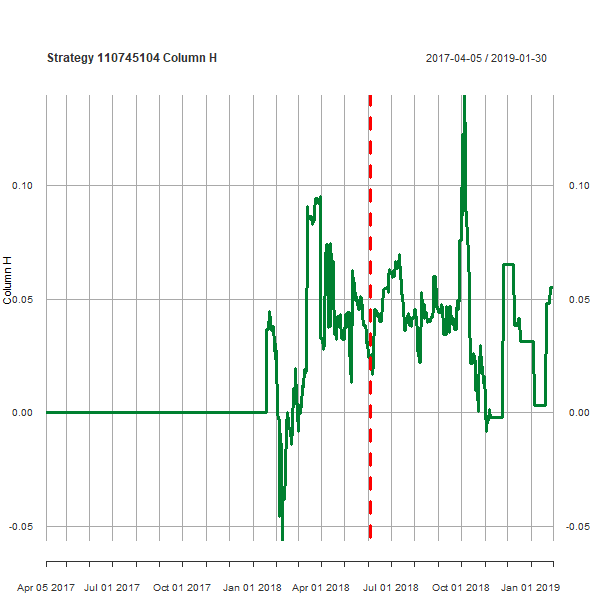 Strategy 110745104 Column H
2017-04-05 / 2019-01-30
0.10 0.10
0.05 0.05
Column H
0.00 0.00
-0.05 -0.05
Apr 05 2017 Jul 01 2017 Oct 01 2017 Jan 01 2018 Apr 01 2018 Jul 01 2018 Oct 01 2018 Jan 01 2019